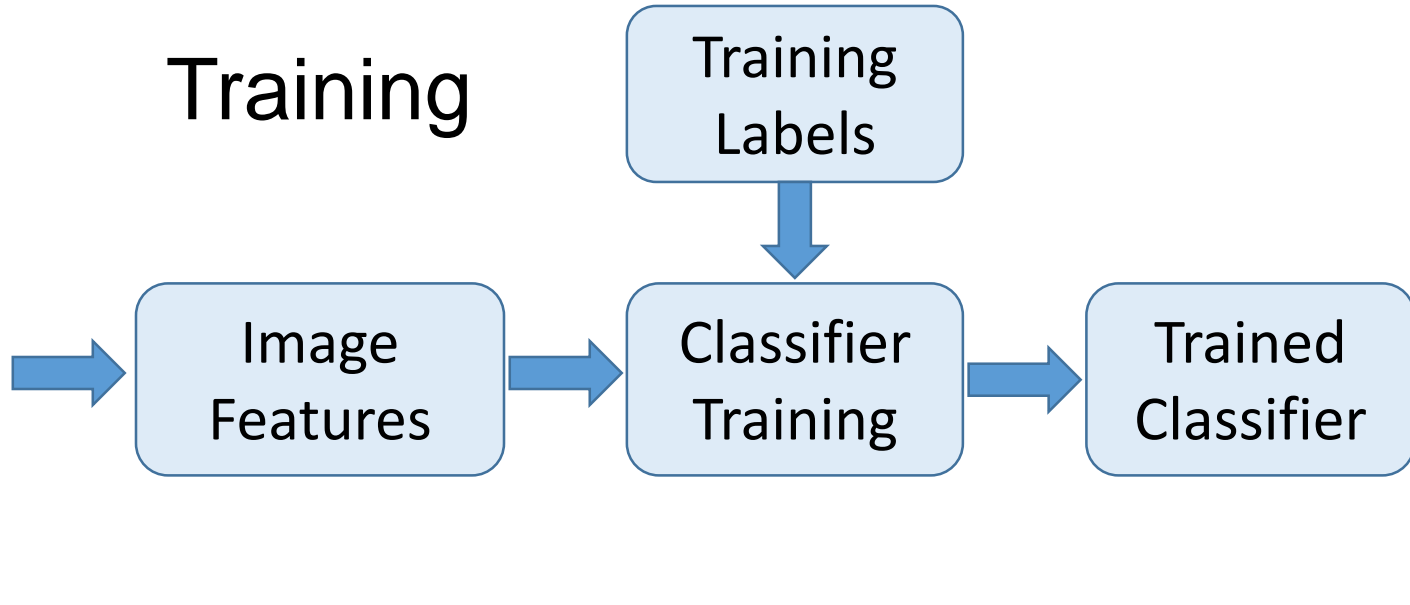 Training
Training
Labels
Image
Features
Classifier
Training
Trained
Classifier